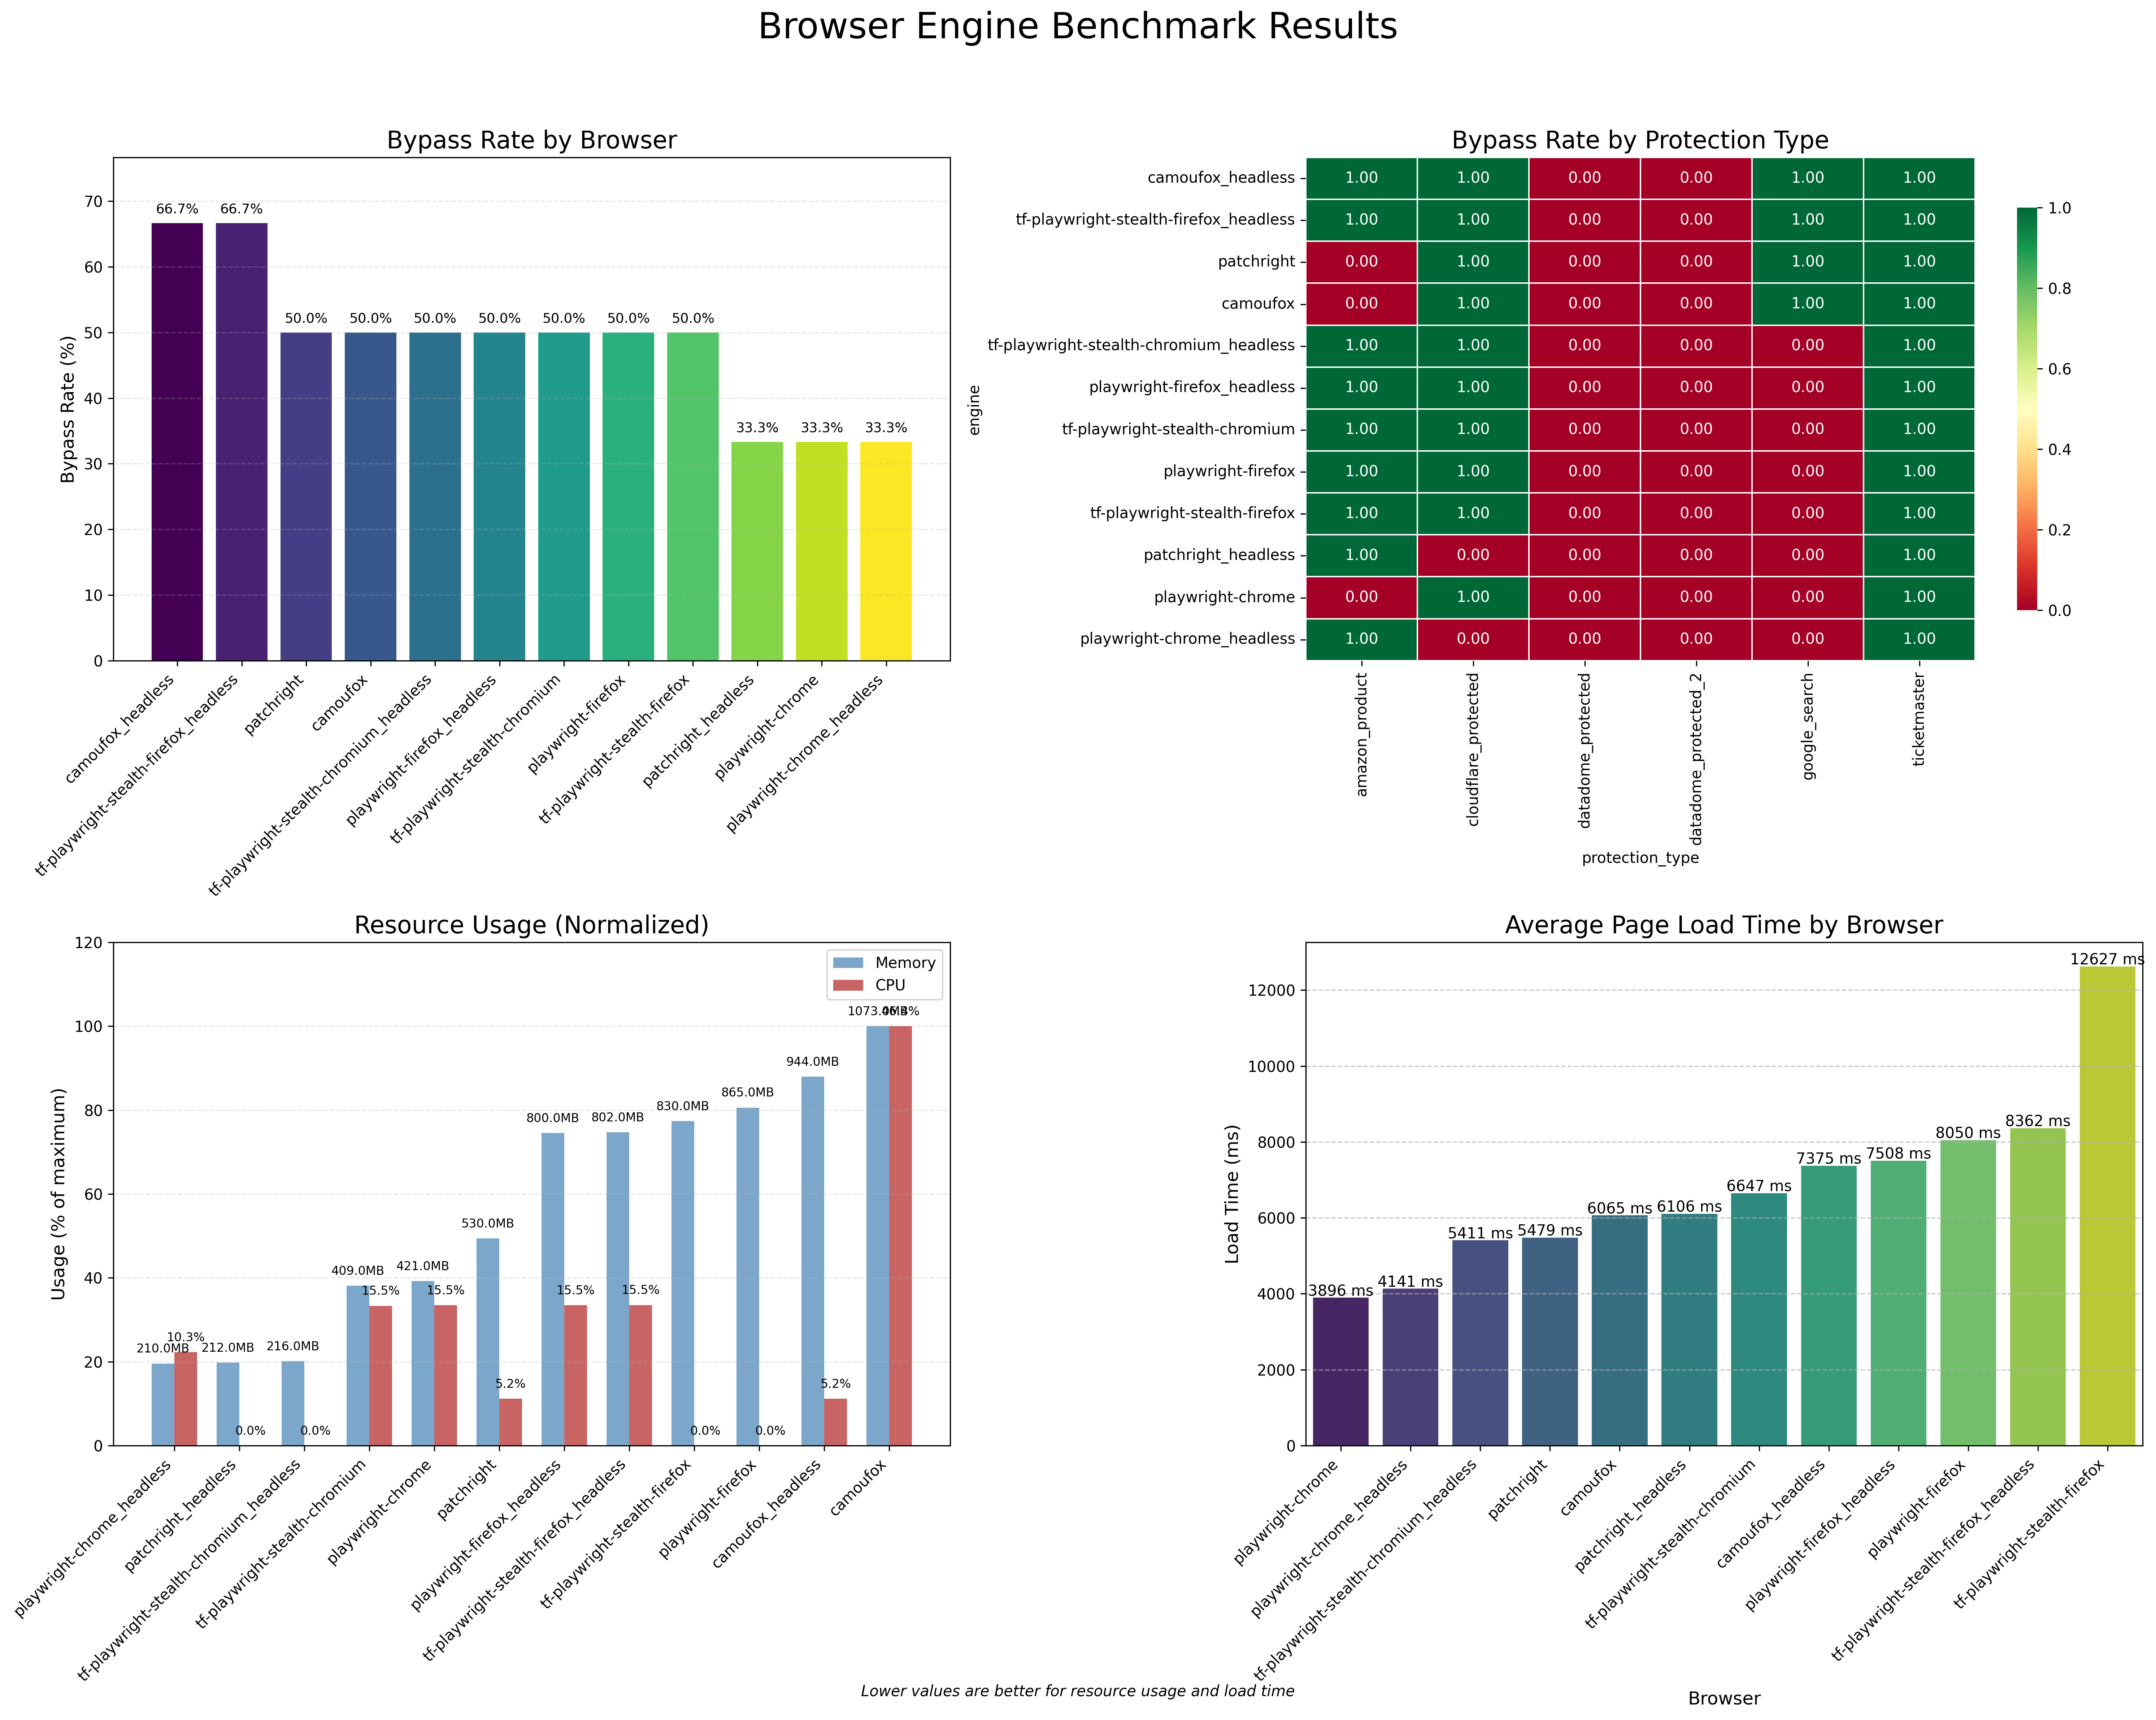 Browser Engine Benchmark Results
Bypass Rate by Browser
Bypass Rate (%)
70
60
50
40
30
20
10
0
66.7%
66.7%
50.0%
50.0%
50.0%
50.0%
50.0%
50.0%
50.0%
33.3%
33.3%
33.3%
camoufox_headless
tf-playwright-stealth-firefox_headless
patchright
camoufox
tf-playwright-stealth-chromium_headless
playwright-firefox_headless
tf-playwright-stealth-chromium
playwright-firefox
tf-playwright-stealth-firefox
patchright_headless
playwright-chrome
playwright-chrome_headless
Bypass Rate by Protection Type
engine
camoufox_headless 1.00 1.00 0.00 0.00 1.00 1.00
tf-playwright-stealth-firefox_headless 1.00 1.00 0.00 0.00 1.00 1.00
patchright 0.00 1.00 0.00 0.00 1.00 1.00
camoufox 0.00 1.00 0.00 0.00 1.00 1.00
tf-playwright-stealth-chromium_headless 1.00 1.00 0.00 0.00 0.00 1.00
playwright-firefox_headless 1.00 1.00 0.00 0.00 0.00 1.00
tf-playwright-stealth-chromium 1.00 1.00 0.00 0.00 0.00 1.00
playwright-firefox 1.00 1.00 0.00 0.00 0.00 1.00
tf-playwright-stealth-firefox 1.00 1.00 0.00 0.00 0.00 1.00
patchright_headless 1.00 0.00 0.00 0.00 0.00 1.00
playwright-chrome 0.00 1.00 0.00 0.00 0.00 1.00
playwright-chrome_headless 1.00 0.00 0.00 0.00 0.00 1.00
amazon_product
cloudflare_protected
datadome_protected
datadome_protected_2
google_search
ticketmaster
protection_type
1.0
0.8
0.6
0.4
0.2
0.0
Resource Usage (Normalized)
Usage (% of maximum)
120
100
80
60
40
20
0
Memory
CPU
210.0MB
10.3%
212.0MB
0.0%
216.0MB
0.0%
409.0MB
15.5%
421.0MB
15.5%
530.0MB
5.2%
800.0MB
15.5%
802.0MB
15.5%
830.0MB
0.0%
865.0MB
0.0%
944.0MB
5.2%
1073.0MB
46.4%
playwright-chrome_headless
patchright_headless
tf-playwright-stealth-chromium_headless
tf-playwright-stealth-chromium
playwright-chrome
patchright
playwright-firefox_headless
tf-playwright-stealth-firefox_headless
tf-playwright-stealth-firefox
playwright-firefox
camoufox_headless
camoufox
Average Page Load Time by Browser
Load Time (ms)
12000
10000
8000
6000
4000
2000
0
3896 ms
4141 ms
5411 ms
5479 ms
6065 ms
6106 ms
6647 ms
7375 ms
7508 ms
8050 ms
8362 ms
12627 ms
playwright-chrome
playwright-chrome_headless
tf-playwright-stealth-chromium_headless
patchright
camoufox
patchright_headless
tf-playwright-stealth-chromium
camoufox_headless
playwright-firefox_headless
playwright-firefox
tf-playwright-stealth-firefox_headless
tf-playwright-stealth-firefox
Browser
Lower values are better for resource usage and load time